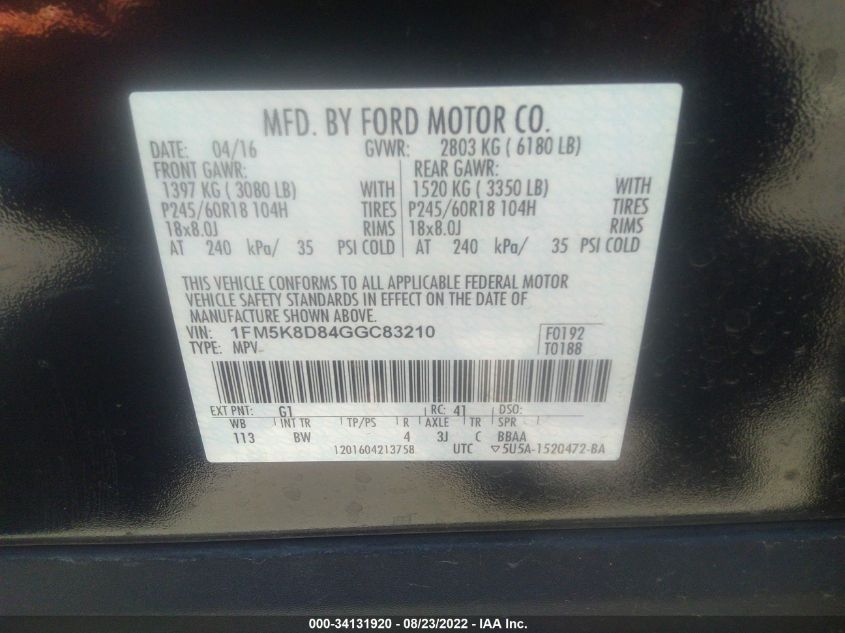 MFD. BY FORD MOTOR CO.
DATE: 04/16 GVWR: 2803 KG ( 6180 LB)
FRONT GAWR: REAR GAWR:
1397 KG ( 3080 LB) WITH 1520 KG ( 3350 LB) WITH
P245/60R18 104H TIRES P245/60R18 104H TIRES
18x8.0J RIMS 18x8.0J RIMS
AT 240 kPa/ 35 PSI COLD AT 240 kPa/ 35 PSI COLD
THIS VEHICLE CONFORMS TO ALL APPLICABLE FEDERAL MOTOR
VEHICLE SAFETY STANDARDS IN EFFECT ON THE DATE OF
MANUFACTURE SHOWN ABOVE.
VIN: 1FM5K8D84GGC83210 F0192
TYPE: MPV T0188
EXT PNT: G1 RC: 41 DSO:
WB INT TR TP/PS R AXLE TR SPR
113 BW 4 3J C BBAA
1201604213758 UTC ▽5U5A-1520472-BA
000-34131920 - 08/23/2022 - IAA Inc.